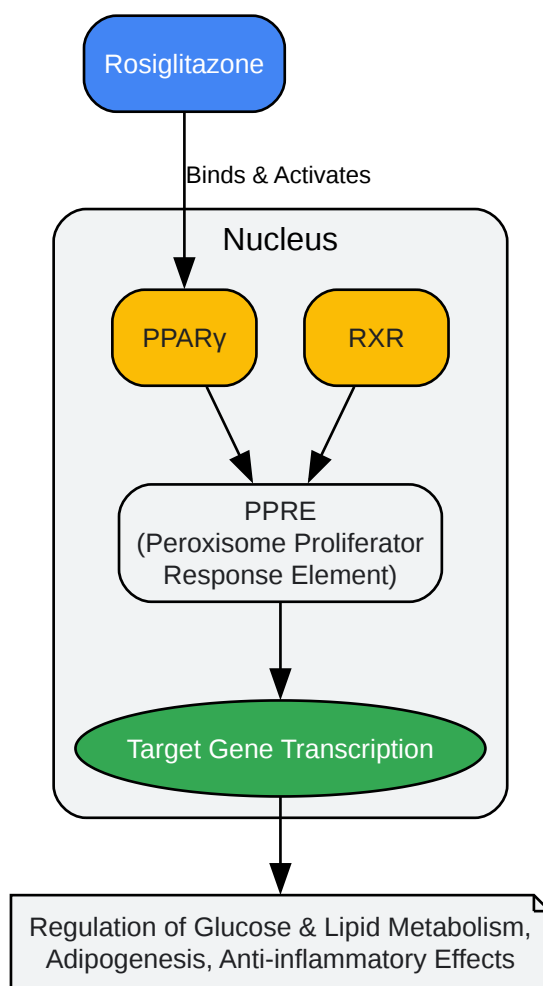 Rosiglitazone
Binds & Activates
Nucleus
PPARγ
RXR
PPRE
(Peroxisome Proliferator
Response Element)
Target Gene Transcription
Regulation of Glucose & Lipid Metabolism,
Adipogenesis, Anti-inflammatory Effects